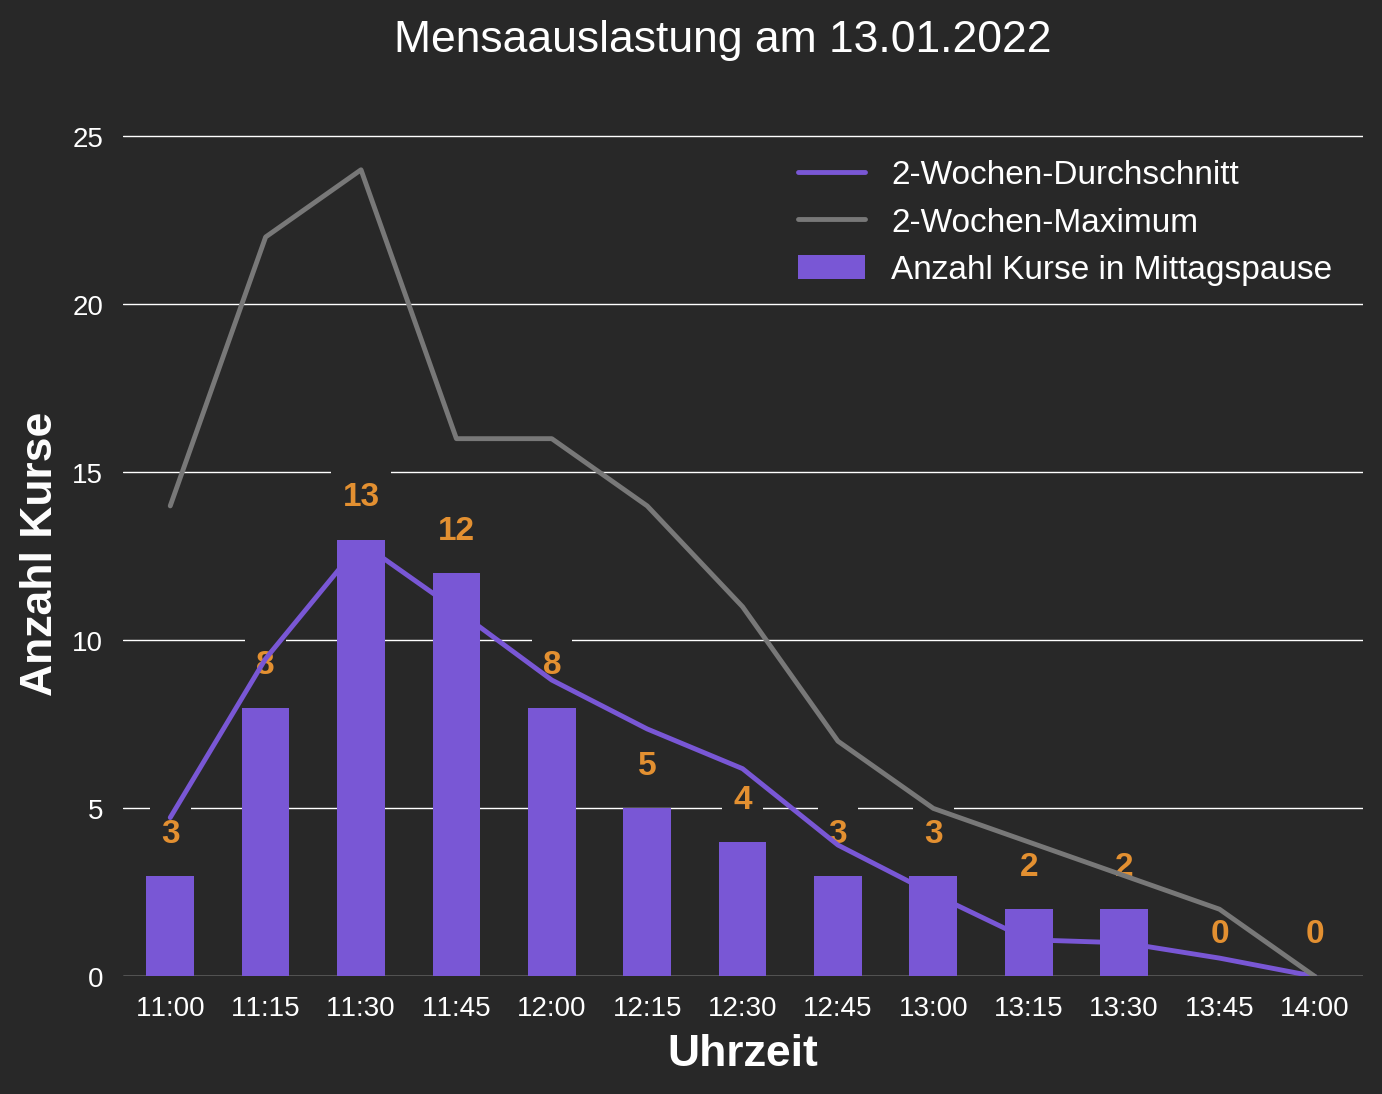 Mensaauslastung am 13.01.2022
25
2-Wochen-Durchschnitt
2-Wochen-Maximum
Anzahl Kurse in Mittagspause
20
15
10
5
0
Anzahl Kurse
3
8
13
12
8
5
4
3
3
2
2
0
0
11:00 11:15 11:30 11:45 12:00 12:15 12:30 12:45 13:00 13:15 13:30 13:45 14:00
Uhrzeit